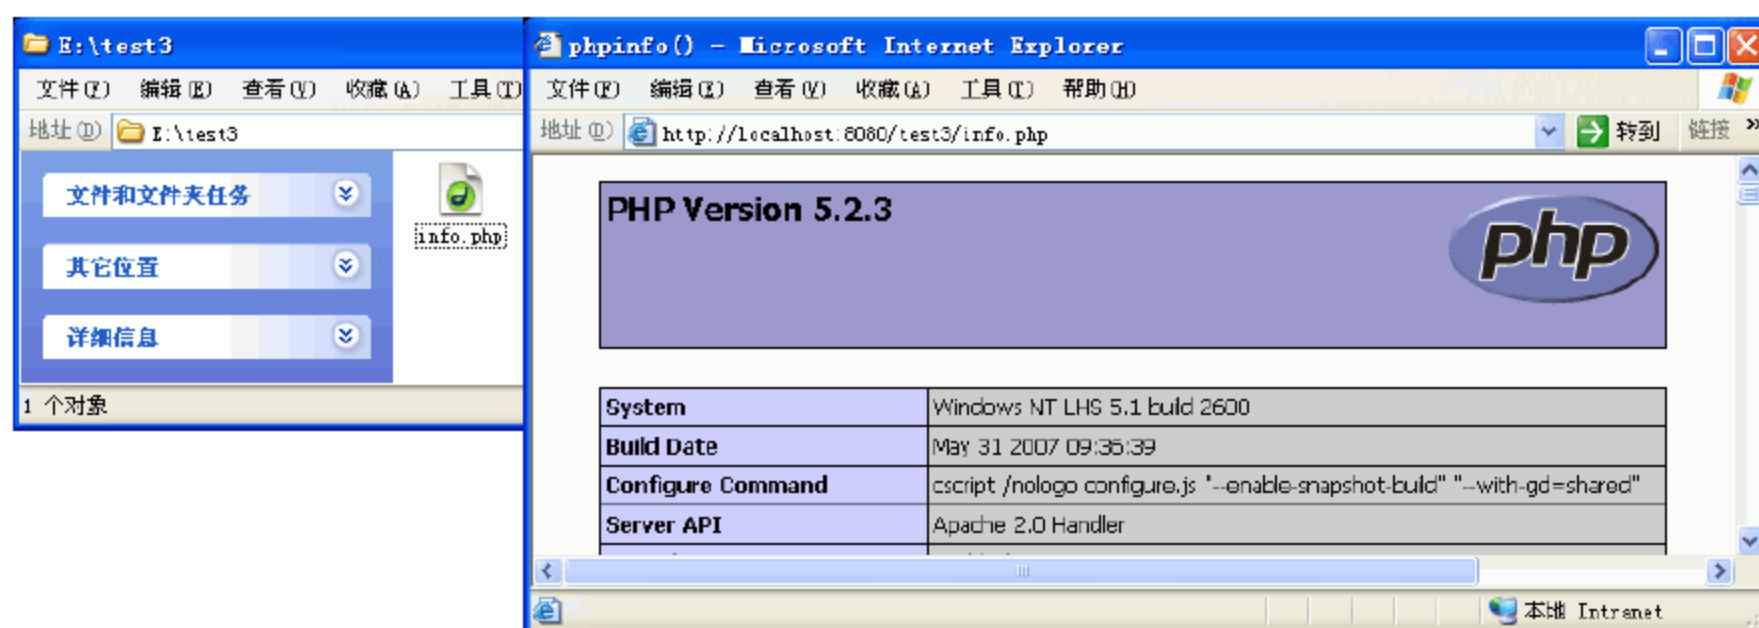 E:\test3
文件(F) 编辑(E) 查看(V) 收藏(A) 工具(T)
地址(D) E:\test3
文件和文件夹任务
info.php
其它位置
详细信息
1 个对象
phpinfo() - Microsoft Internet Explorer
文件(F) 编辑(E) 查看(V) 收藏(A) 工具(T) 帮助(H)
地址(D) http://localhost:8080/test3/info.php 转到 链接 »
PHP Version 5.2.3
php
System Windows NT LHS 5.1 build 2600
Build Date May 31 2007 09:35:39
Configure Command cscript /nologo configure.js "--enable-snapshot-build" "--with-gd=shared"
Server API Apache 2.0 Handler
本地 Intranet